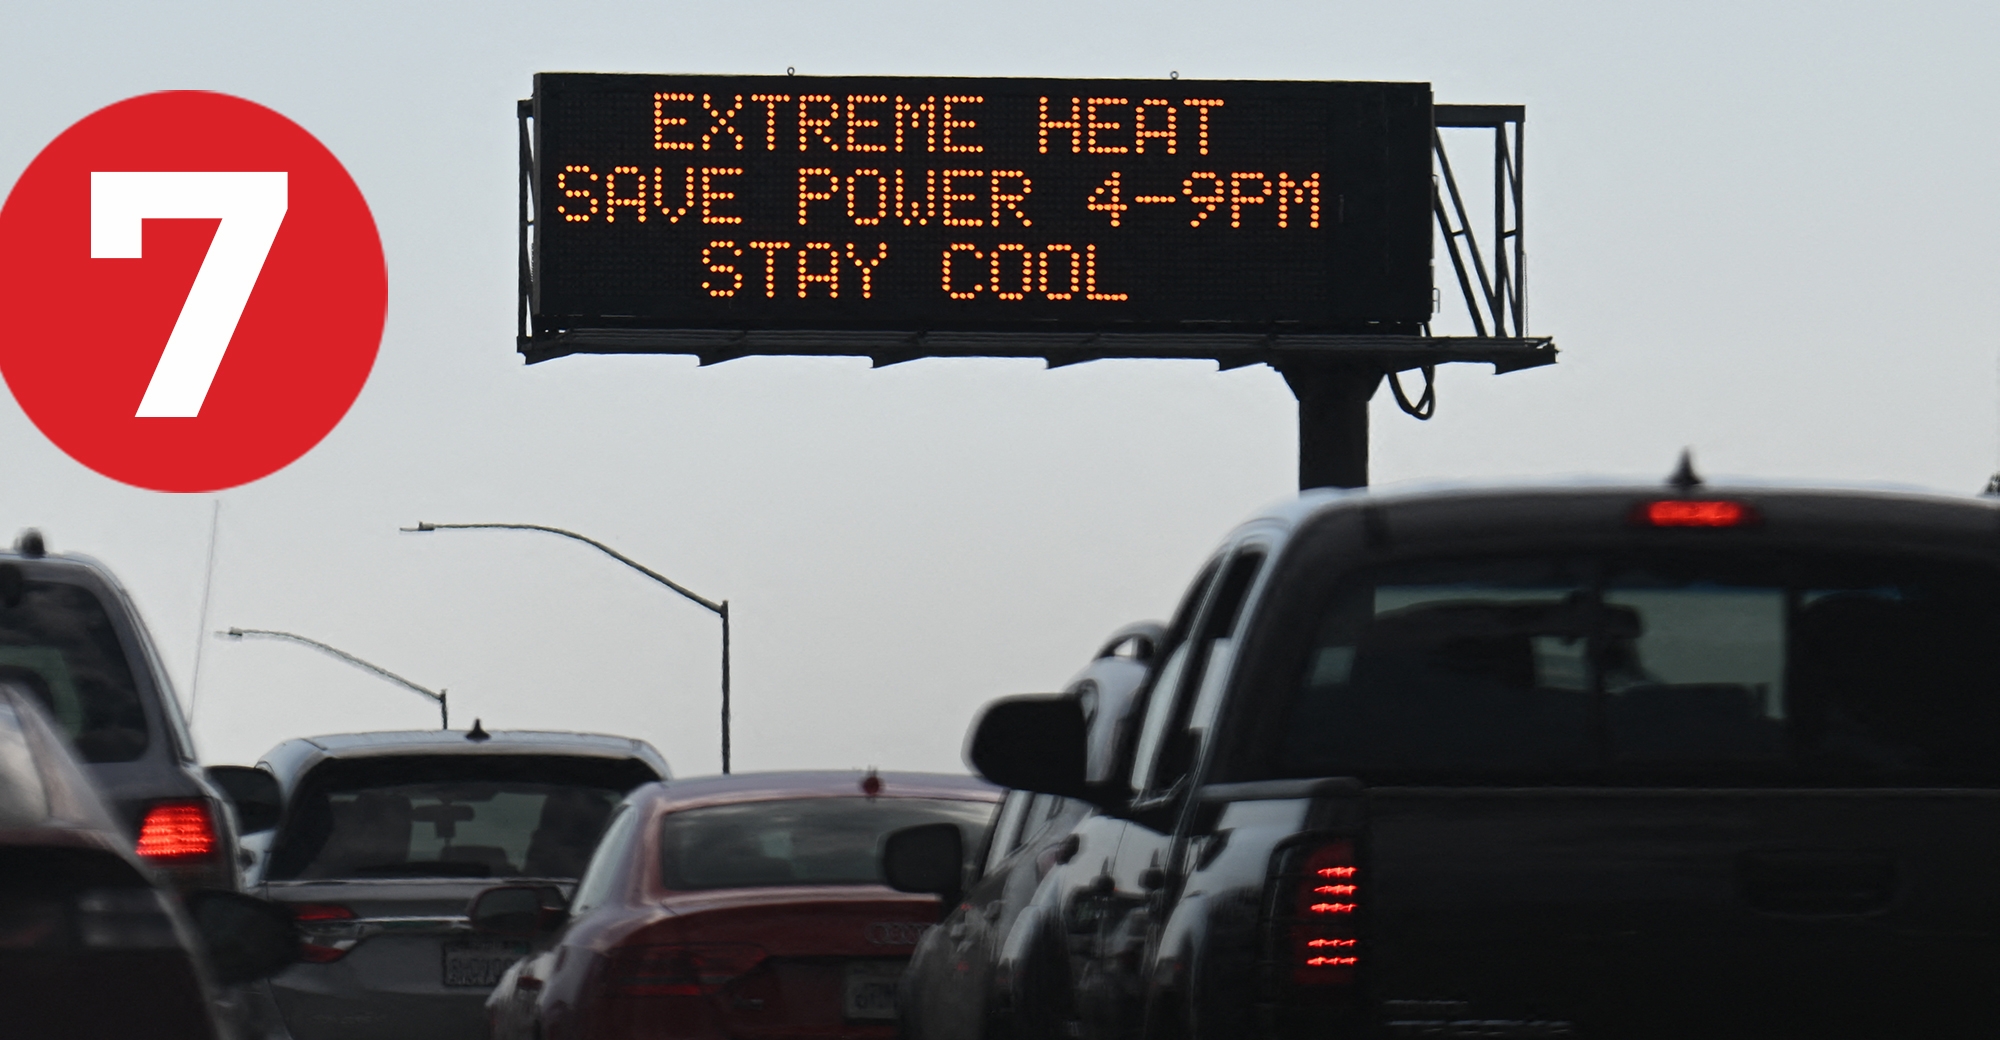 7
EXTREME HEAT
SAVE POWER 4-9PM
STAY COOL